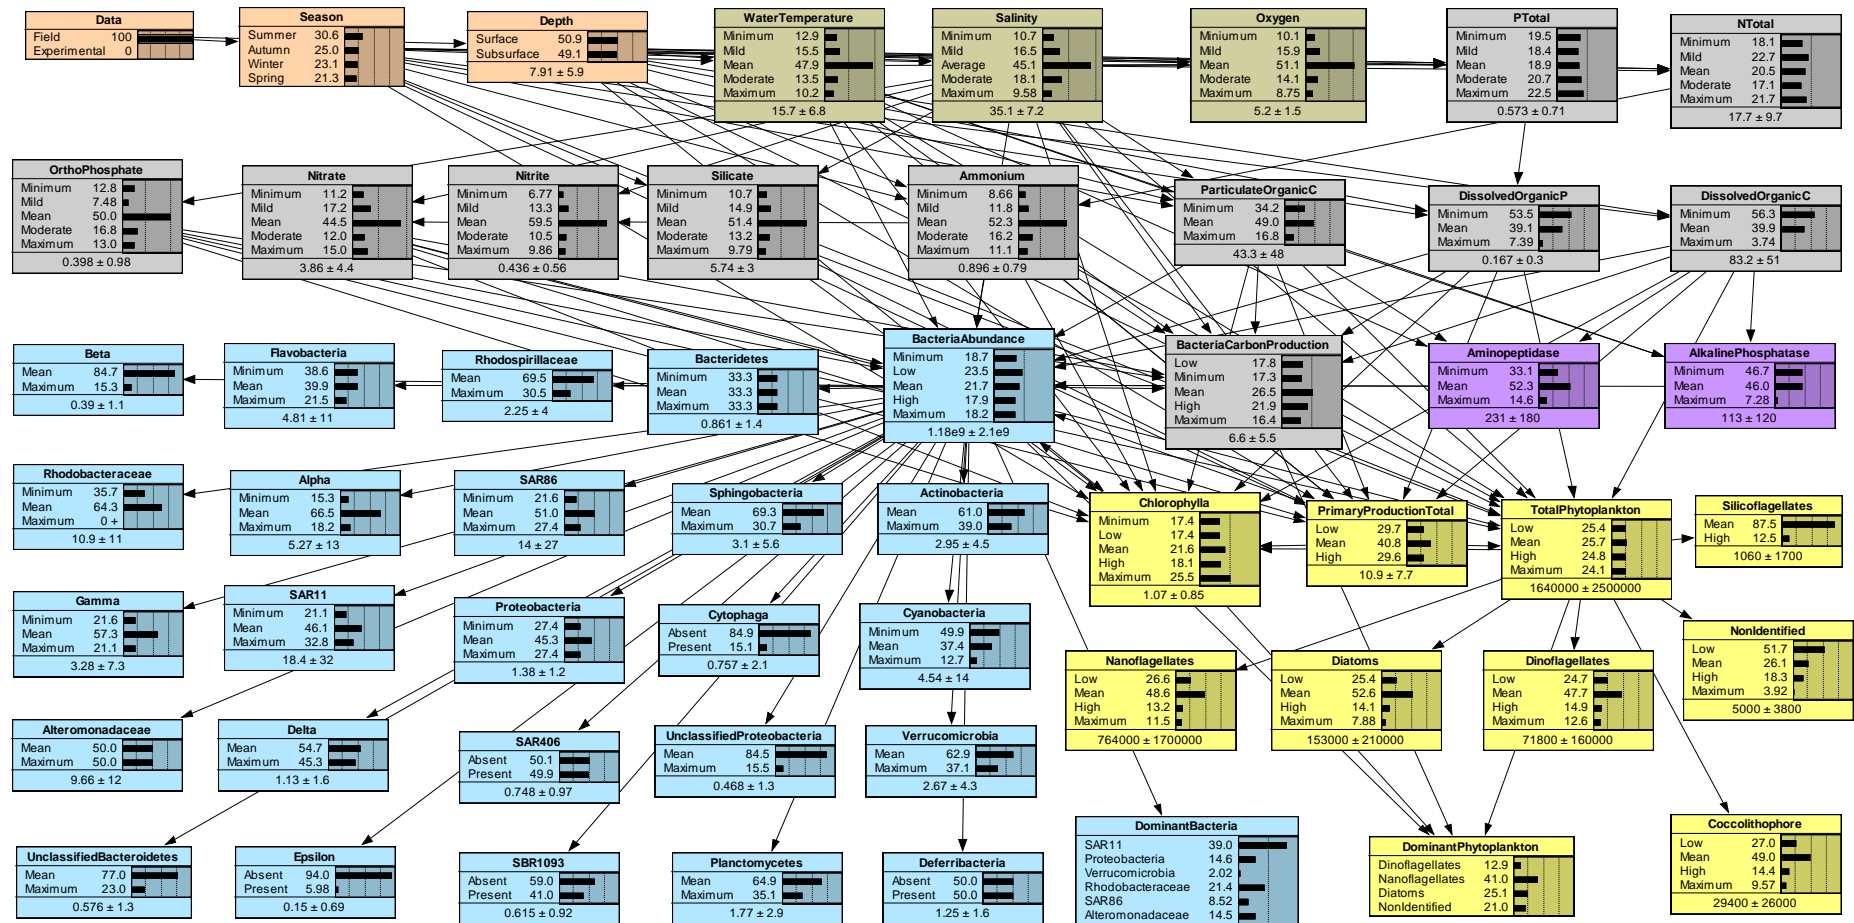 Data
Field 100
Experimental 0
Season
Summer 30.6
Autumn 25.0
Winter 23.1
Spring 21.3
Depth
Surface 50.9
Subsurface 49.1
7.91 ± 5.9
WaterTemperature
Minimum 12.9
Mild 15.5
Mean 47.9
Moderate 13.5
Maximum 10.2
15.7 ± 6.8
Salinity
Minimum 10.7
Mild 16.5
Average 45.1
Moderate 18.1
Maximum 9.58
35.1 ± 7.2
Oxygen
Miniumum 10.1
Mild 15.9
Mean 51.1
Moderate 14.1
Maximum 8.75
5.2 ± 1.5
PTotal
Minimum 19.5
Mild 18.4
Mean 18.9
Moderate 20.7
Maximum 22.5
0.573 ± 0.71
NTotal
Minimum 18.1
Mild 22.7
Mean 20.5
Moderate 17.1
Maximum 21.7
17.7 ± 9.7
OrthoPhosphate
Minimum 12.8
Mild 7.48
Mean 50.0
Moderate 16.8
Maximum 13.0
0.398 ± 0.98
Nitrate
Minimum 11.2
Mild 17.2
Mean 44.5
Moderate 12.0
Maximum 15.0
3.86 ± 4.4
Nitrite
Minimum 6.77
Mild 13.3
Mean 59.5
Moderate 10.5
Maximum 9.86
0.436 ± 0.56
Silicate
Minimum 10.7
Mild 14.9
Mean 51.4
Moderate 13.2
Maximum 9.79
5.74 ± 3
Ammonium
Minimum 8.66
Mild 11.8
Mean 52.3
Moderate 16.2
Maximum 11.1
0.896 ± 0.79
ParticulateOrganicC
Minimum 34.2
Mean 49.0
Maximum 16.8
43.3 ± 48
DissolvedOrganicP
Minimum 53.5
Mean 39.1
Maximum 7.39
0.167 ± 0.3
DissolvedOrganicC
Minimum 56.3
Mean 39.9
Maximum 3.74
83.2 ± 51
Beta
Mean 84.7
Maximum 15.3
0.39 ± 1.1
Flavobacteria
Minimum 38.6
Mean 39.9
Maximum 21.5
4.81 ± 11
Rhodospirillaceae
Mean 69.5
Maximum 30.5
2.25 ± 4
Bacteridetes
Minimum 33.3
Mean 33.3
Maximum 33.3
0.861 ± 1.4
BacteriaAbundance
Minimum 18.7
Low 23.5
Mean 21.7
High 17.9
Maximum 18.2
1.18e9 ± 2.1e9
BacteriaCarbonProduction
Low 17.8
Minimum 17.3
Mean 26.5
High 21.9
Maximum 16.4
6.6 ± 5.5
Aminopeptidase
Minimum 33.1
Mean 52.3
Maximum 14.6
231 ± 180
AlkalinePhosphatase
Minimum 46.7
Mean 46.0
Maximum 7.28
113 ± 120
Rhodobacteraceae
Minimum 35.7
Mean 64.3
Maximum 0 +
10.9 ± 11
Alpha
Minimum 15.3
Mean 66.5
Maximum 18.2
5.27 ± 13
SAR86
Minimum 21.6
Mean 51.0
Maximum 27.4
14 ± 27
Sphingobacteria
Mean 69.3
Maximum 30.7
3.1 ± 5.6
Actinobacteria
Mean 61.0
Maximum 39.0
2.95 ± 4.5
Chlorophylla
Minimum 17.4
Low 17.4
Mean 21.6
High 18.1
Maximum 25.5
1.07 ± 0.85
PrimaryProductionTotal
Low 29.7
Mean 40.8
High 29.6
10.9 ± 7.7
TotalPhytoplankton
Low 25.4
Mean 25.7
High 24.8
Maximum 24.1
1640000 ± 2500000
Silicoflagellates
Mean 87.5
High 12.5
1060 ± 1700
Gamma
Minimum 21.6
Mean 57.3
Maximum 21.1
3.28 ± 7.3
SAR11
Minimum 21.1
Mean 46.1
Maximum 32.8
18.4 ± 32
Proteobacteria
Minimum 27.4
Mean 45.3
Maximum 27.4
1.38 ± 1.2
Cytophaga
Absent 84.9
Present 15.1
0.757 ± 2.1
Cyanobacteria
Minimum 49.9
Mean 37.4
Maximum 12.7
4.54 ± 14
Nanoflagellates
Low 26.6
Mean 48.6
High 13.2
Maximum 11.5
764000 ± 1700000
Diatoms
Low 25.4
Mean 52.6
High 14.1
Maximum 7.88
153000 ± 210000
Dinoflagellates
Low 24.7
Mean 47.7
High 14.9
Maximum 12.6
71800 ± 160000
NonIdentified
Low 51.7
Mean 26.1
High 18.3
Maximum 3.92
5000 ± 3800
Alteromonadaceae
Mean 50.0
Maximum 50.0
9.66 ± 12
Delta
Mean 54.7
Maximum 45.3
1.13 ± 1.6
SAR406
Absent 50.1
Present 49.9
0.748 ± 0.97
UnclassifiedProteobacteria
Mean 84.5
Maximum 15.5
0.468 ± 1.3
Verrucomicrobia
Mean 62.9
Maximum 37.1
2.67 ± 4.3
UnclassifiedBacteroidetes
Mean 77.0
Maximum 23.0
0.576 ± 1.3
Epsilon
Absent 94.0
Present 5.98
0.15 ± 0.69
SBR1093
Absent 59.0
Present 41.0
0.615 ± 0.92
Planctomycetes
Mean 64.9
Maximum 35.1
1.77 ± 2.9
Deferribacteria
Absent 50.0
Present 50.0
1.25 ± 1.6
DominantBacteria
SAR11 39.0
Proteobacteria 14.6
Verrucomicrobia 2.02
Rhodobacteraceae 21.4
SAR86 8.52
Alteromonadaceae 14.5
DominantPhytoplankton
Dinoflagellates 12.9
Nanoflagellates 41.0
Diatoms 25.1
NonIdentified 21.0
Coccolithophore
Low 27.0
Mean 49.0
High 14.4
Maximum 9.57
29400 ± 26000